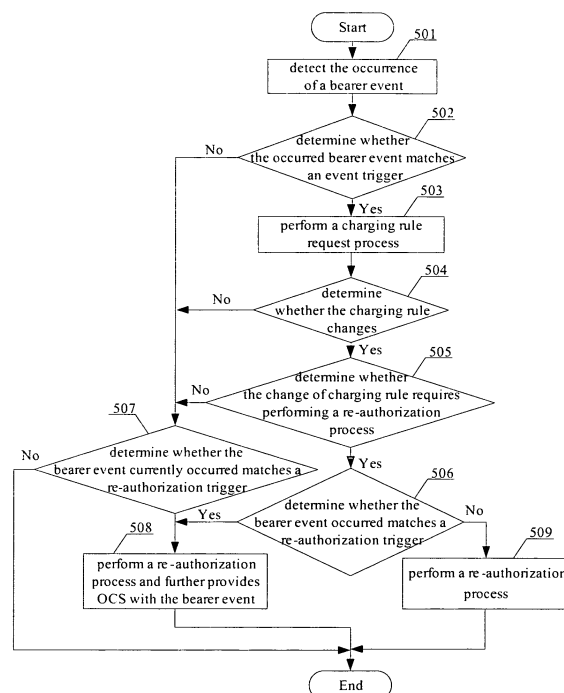 Start
501
detect the occurrence
of a bearer event
502
determine whether
the occurred bearer event matches
an event trigger
No
Yes
503
perform a charging rule
request process
504
determine
whether the charging rule
changes
No
Yes
505
determine whether
the change of charging rule requires
performing a re-authorization
process
No
Yes
507
determine whether the
bearer event currently occurred matches a
re-authorization trigger
No
Yes
506
determine whether the
bearer event occurred matches a
re-authorization trigger
No
508
perform a re-authorization
process and further provides
OCS with the bearer event
509
perform a re-authorization
process
End